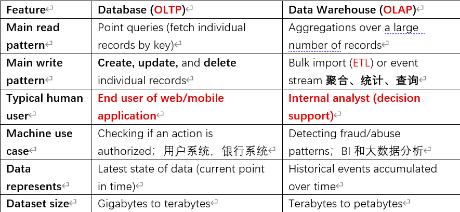 Feature Database (OLTP) Data Warehouse (OLAP)
Main read Point queries (fetch individual Aggregations over a large
pattern records by key) number of records
Main write Create, update, and delete Bulk import (ETL) or event
pattern individual records stream 聚合、统计、查询
Typical human End user of web/mobile Internal analyst (decision
user application support)
Machine use Checking if an action is Detecting fraud/abuse
case authorized；用户系统，银行系统 patterns；BI 和大数据分析
Data Latest state of data (current point Historical events accumulated
represents in time) over time
Dataset size Gigabytes to terabytes Terabytes to petabytes